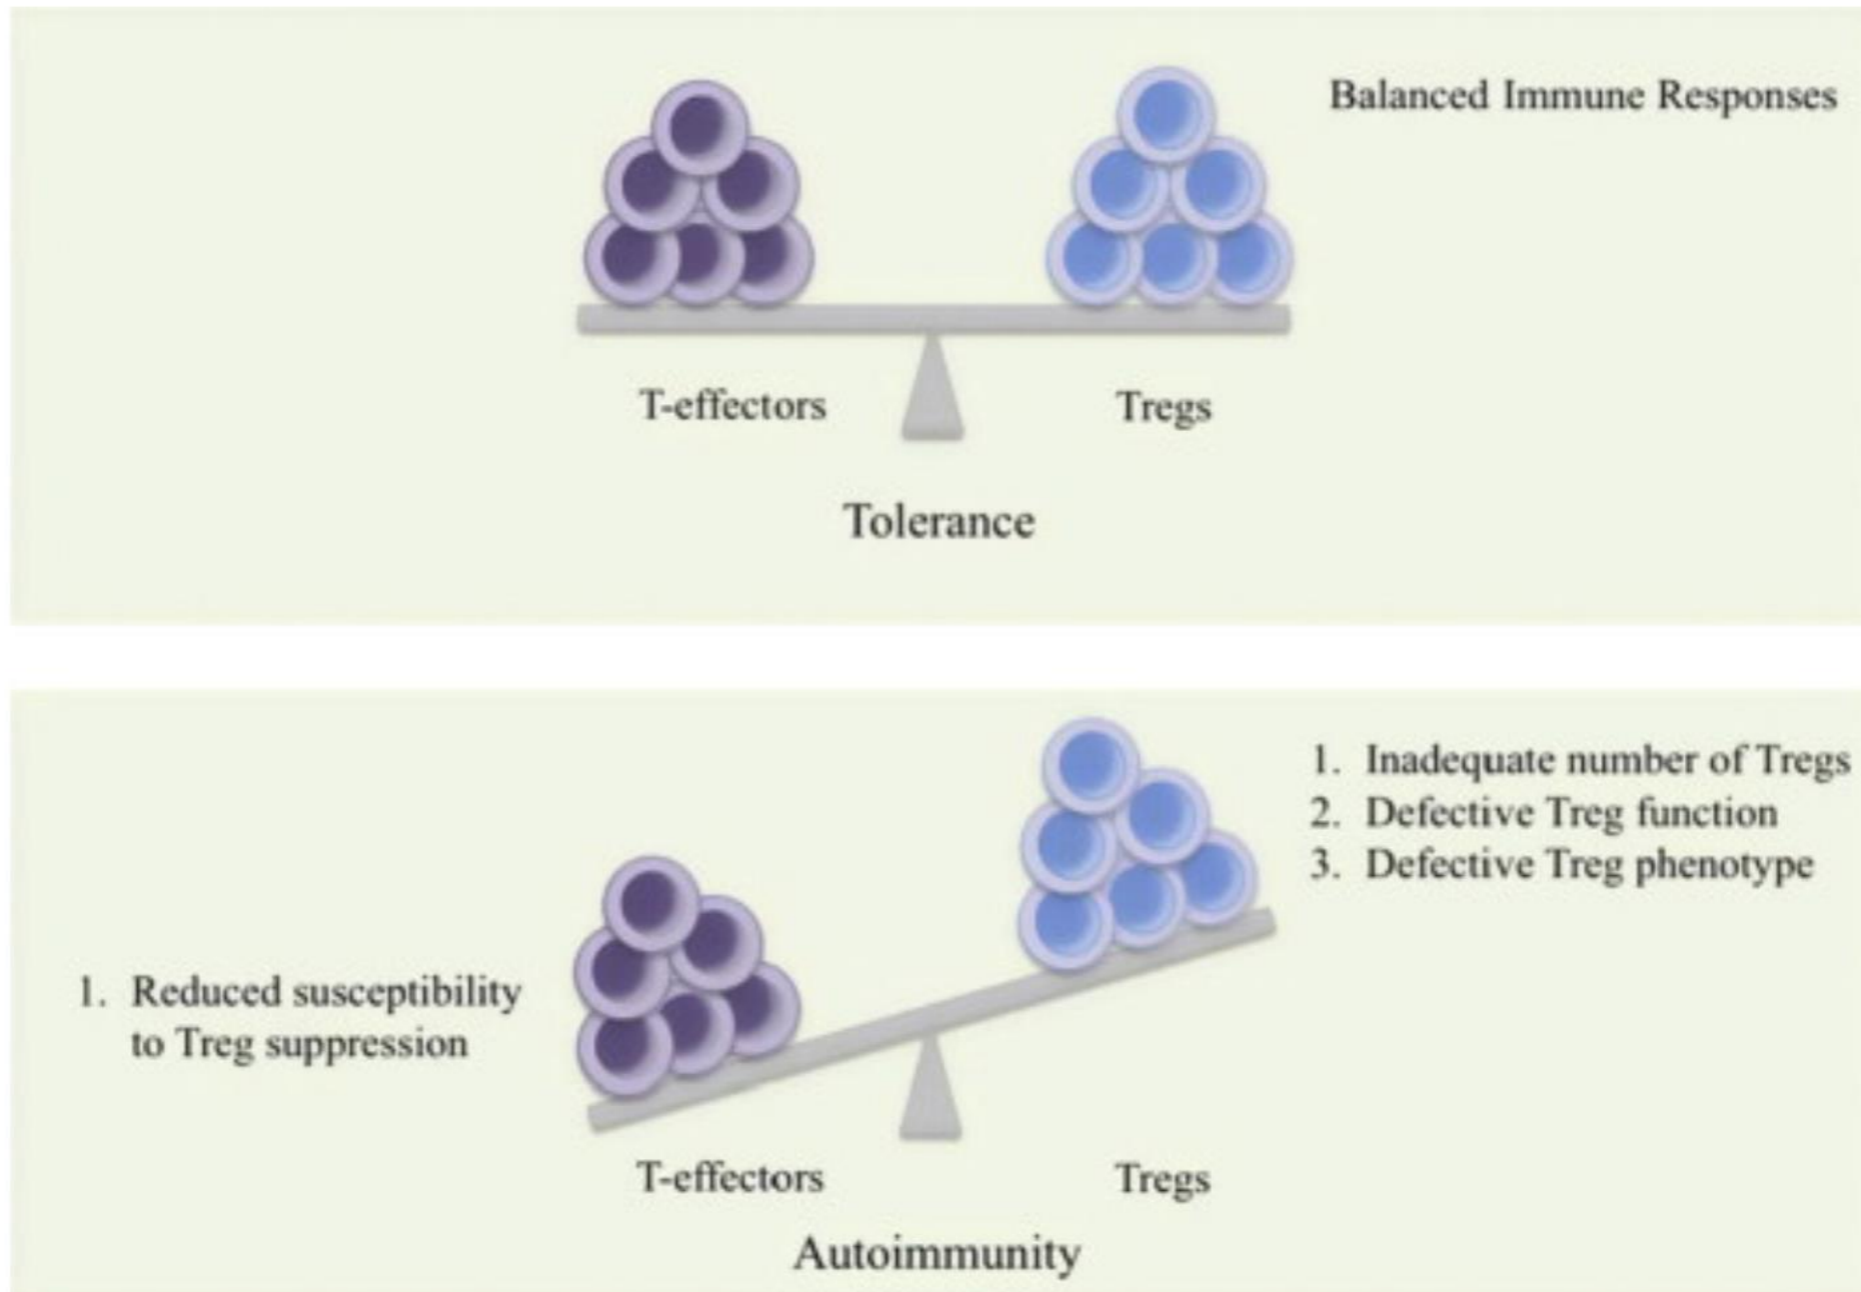 Balanced Immune Responses
T-effectors
Tregs
Tolerance
1. Inadequate number of Tregs
2. Defective Treg function
3. Defective Treg phenotype
1. Reduced susceptibility
to Treg suppression
T-effectors
Tregs
Autoimmunity